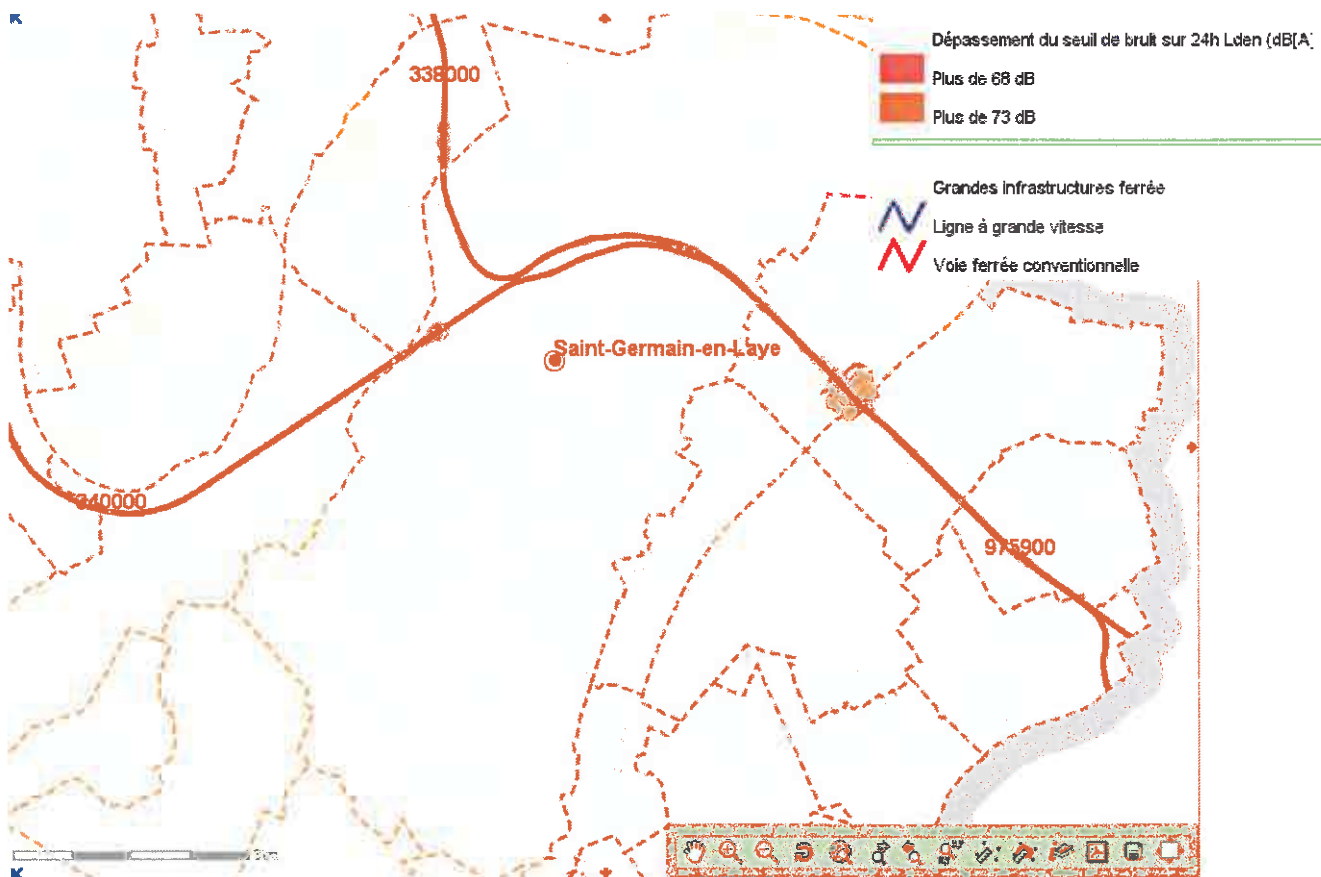 338000
Dépassement du seuil de bruit sur 24h Lden (dB[A]
Plus de 68 dB
Plus de 73 dB
Grandes infrastructures ferrée
Ligne à grande vitesse
Voie ferrée conventionnelle
Saint-Germain-en-Laye
340000
975900